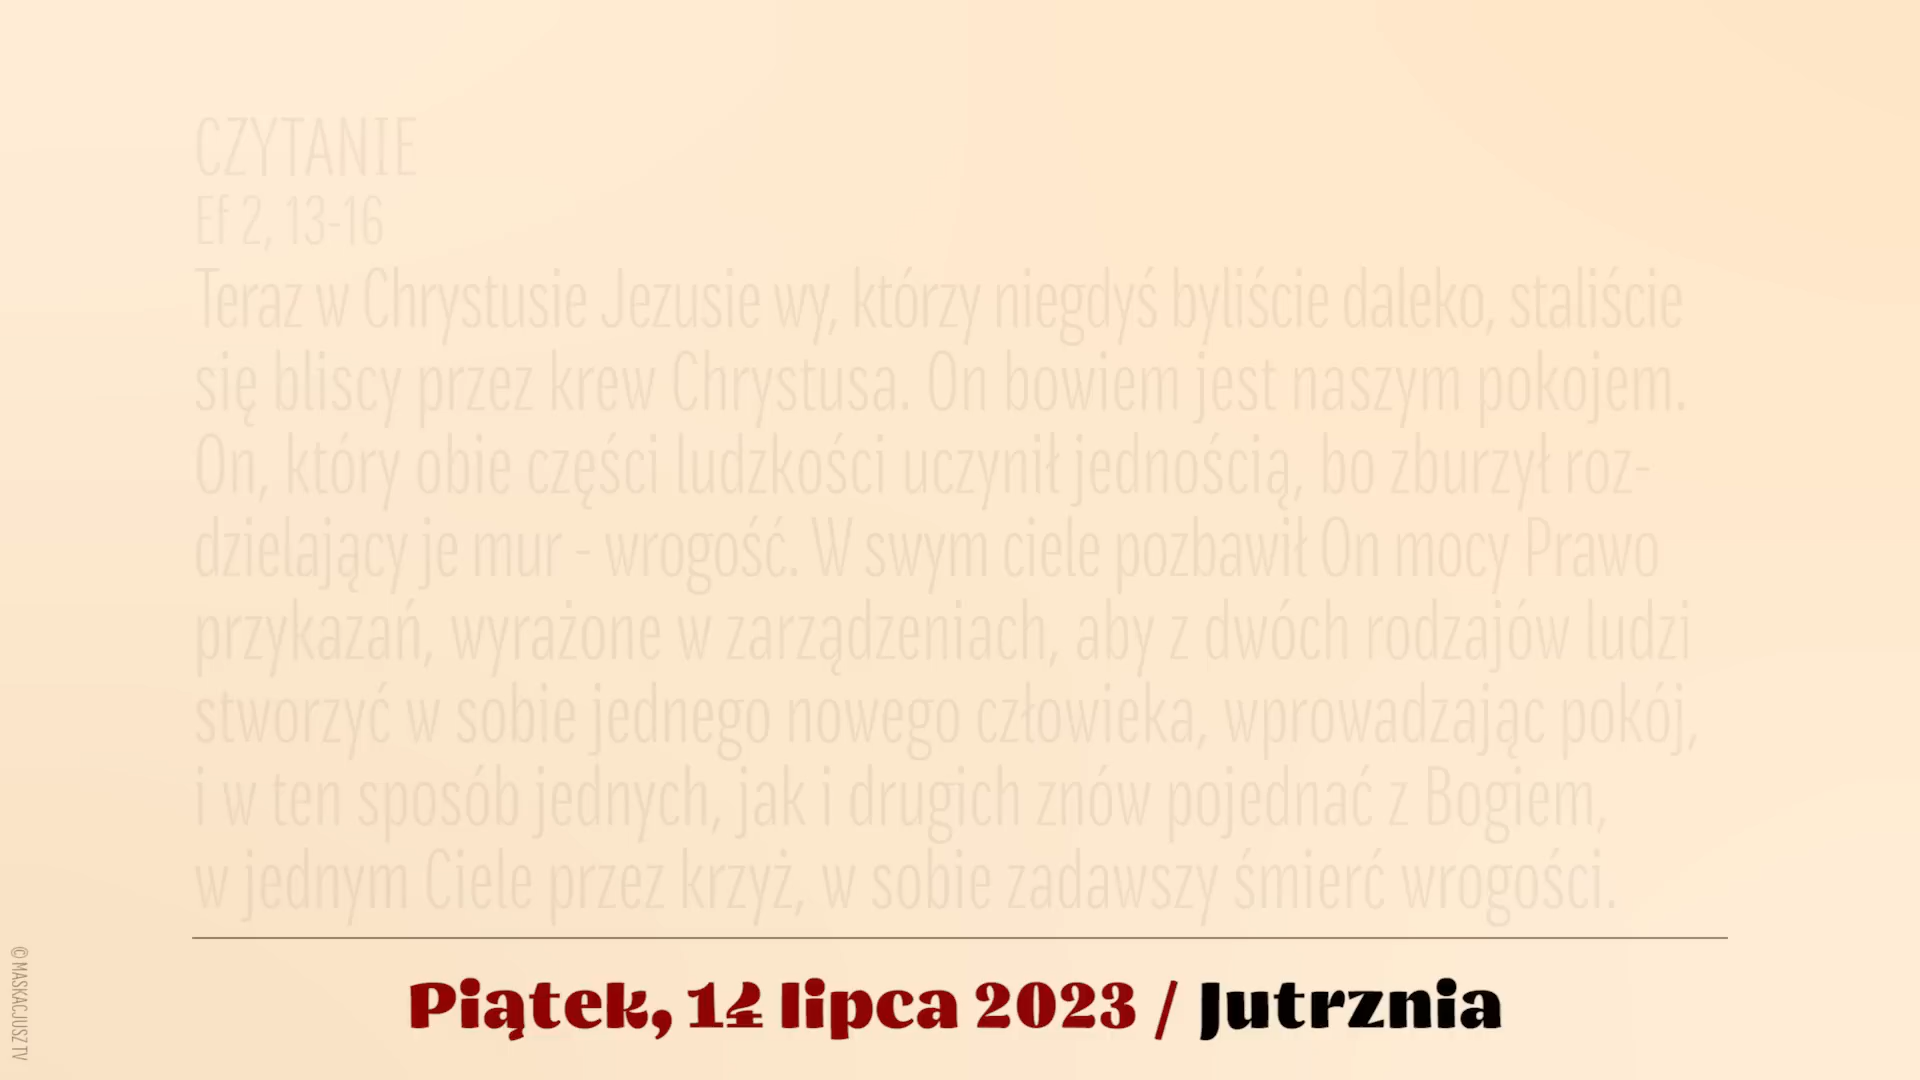 CZYTANIE
Ef 2, 13-16
Teraz w Chrystusie Jezusie wy, którzy niegdyś byliście daleko, staliście
się bliscy przez krew Chrystusa. On bowiem jest naszym pokojem.
On, który obie części ludzkości uczynił jednością, bo zburzył roz-
dzielający je mur - wrogość. W swym ciele pozbawił On mocy Prawo
przykazań, wyrażone w zarządzeniach, aby z dwóch rodzajów ludzi
stworzyć w sobie jednego nowego człowieka, wprowadzając pokój,
i w ten sposób jednych, jak i drugich znów pojednać z Bogiem,
w jednym Ciele przez krzyż, w sobie zadawszy śmierć wrogości.
Piątek, 14 lipca 2023 / Jutrznia
© MASKACJUSZ TV